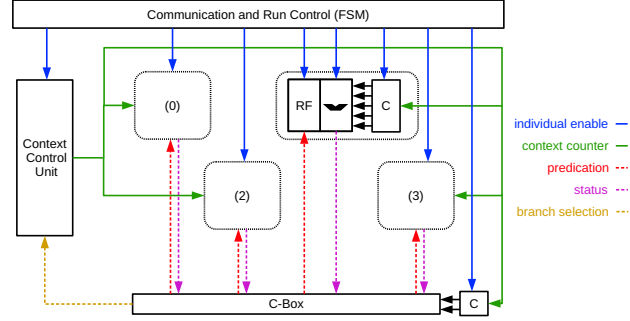 Communication and Run Control (FSM)
(0)
RF
C
Context
Control
Unit
(2)
(3)
individual enable
context counter
predication
status
branch selection
C-Box
C